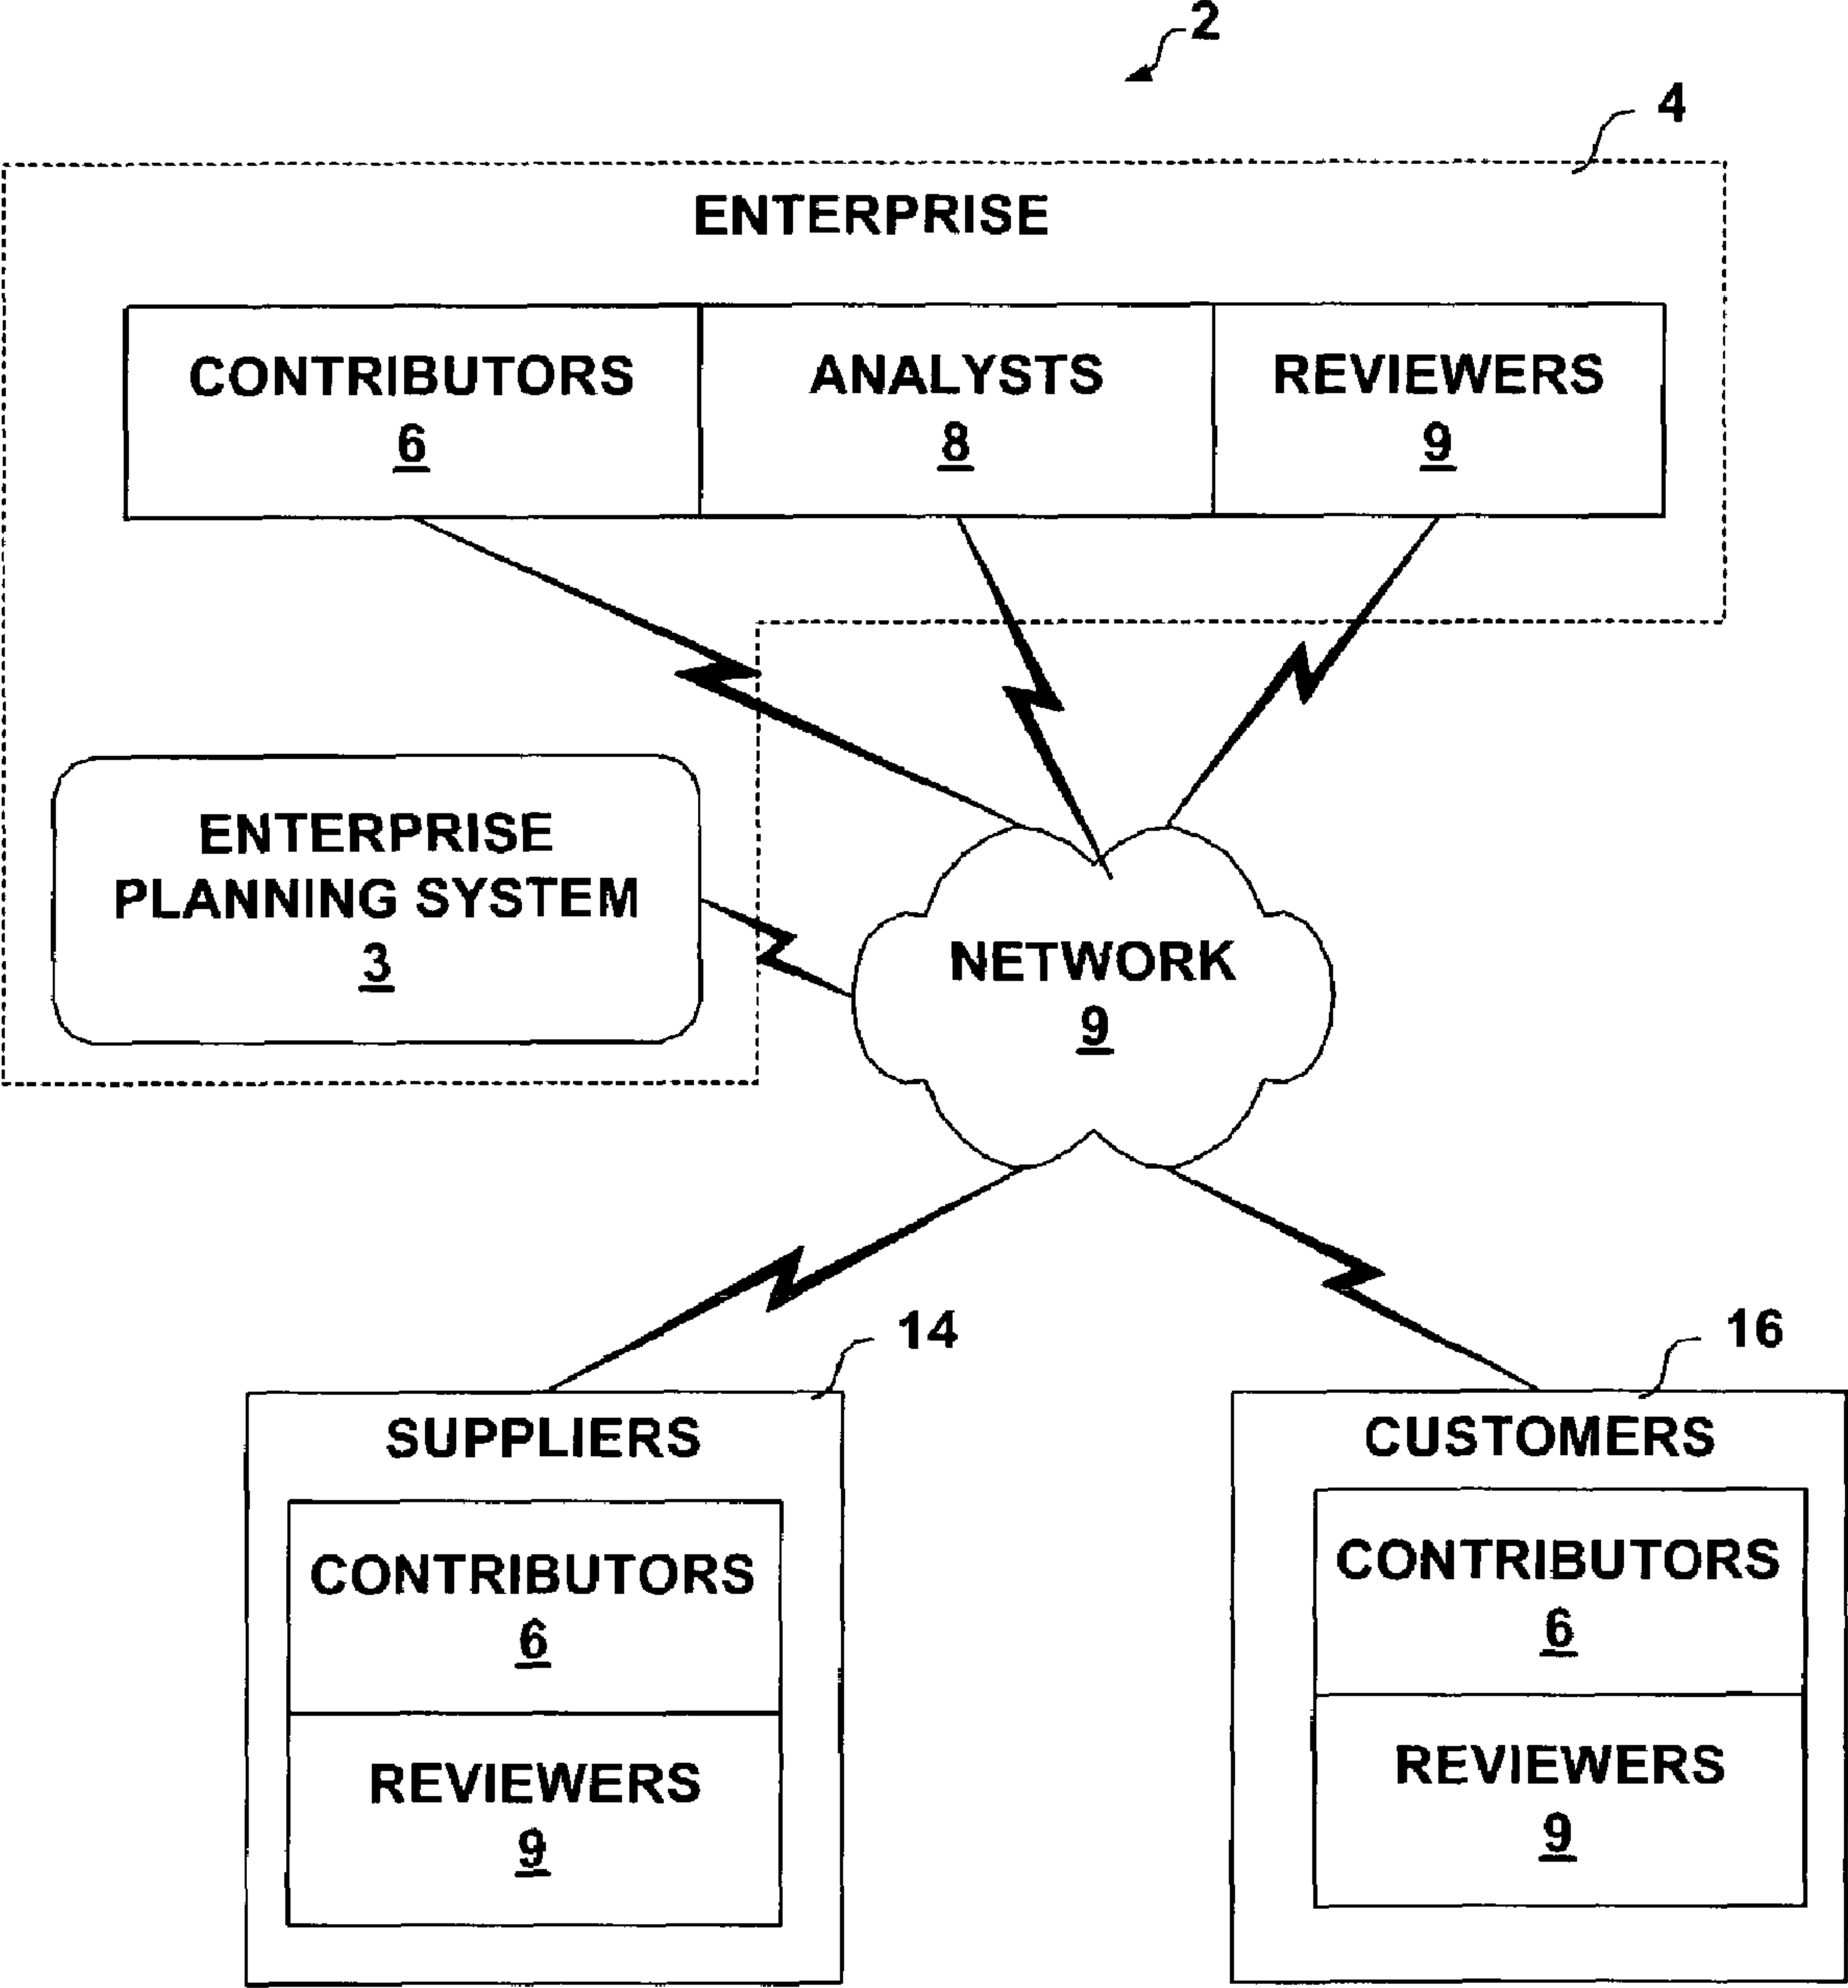 2
4
ENTERPRISE
CONTRIBUTORS
6
ANALYSTS
8
REVIEWERS
9
ENTERPRISE
PLANNING SYSTEM
3
NETWORK
9
14
SUPPLIERS
CONTRIBUTORS
6
REVIEWERS
9
16
CUSTOMERS
CONTRIBUTORS
6
REVIEWERS
9